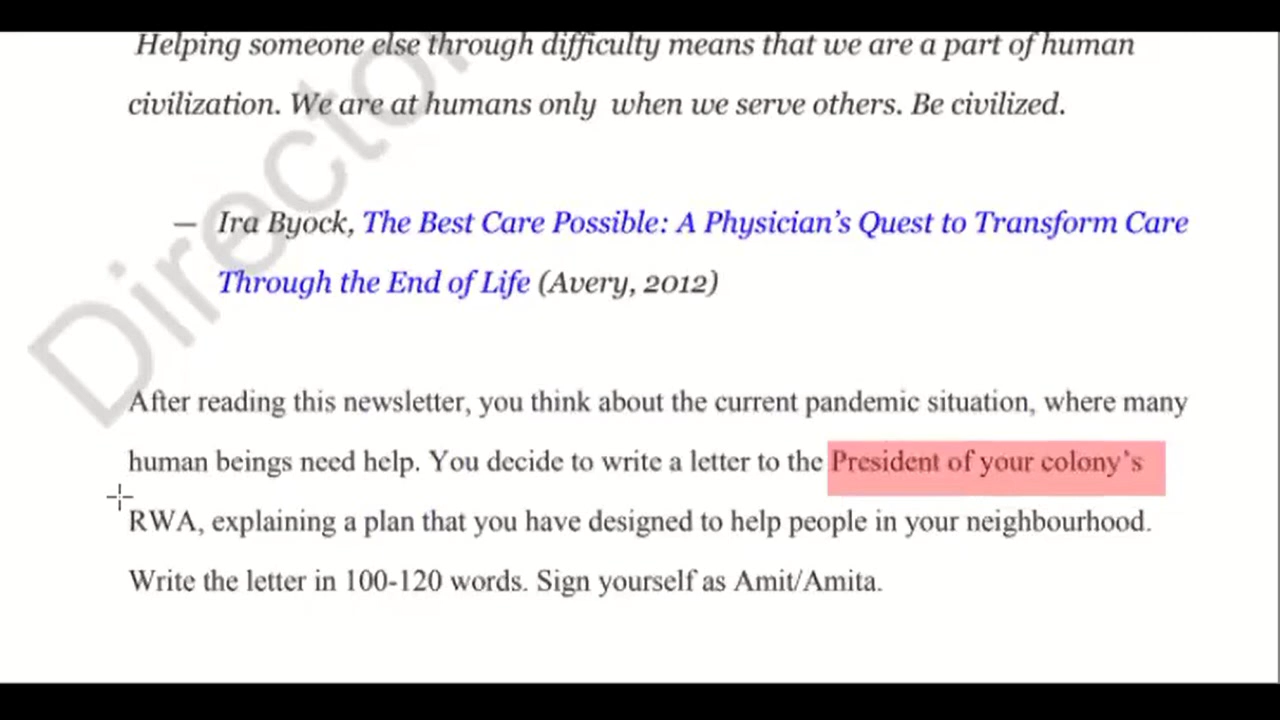 Helping someone else through difficulty means that we are a part of human
civilization. We are at humans only when we serve others. Be civilized.
— Ira Byock, The Best Care Possible: A Physician's Quest to Transform Care
Through the End of Life (Avery, 2012)
After reading this newsletter, you think about the current pandemic situation, where many
human beings need help. You decide to write a letter to the President of your colony's
RWA, explaining a plan that you have designed to help people in your neighbourhood.
Write the letter in 100-120 words. Sign yourself as Amit/Amita.
Director